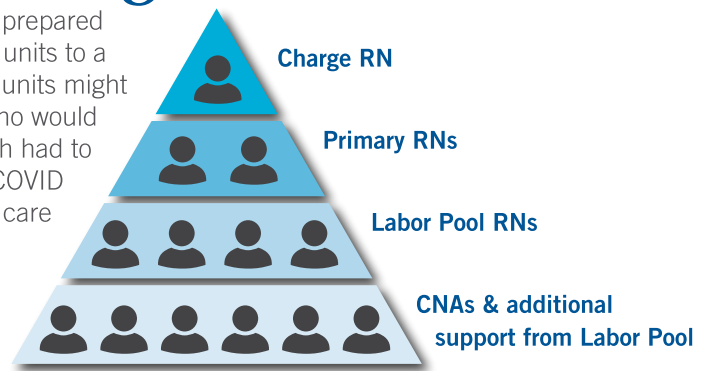 prepared
units to a
units might
would
had to
COVID
care
Charge RN
Primary RNs
Labor Pool RNs
CNAs & additional
support from Labor Pool